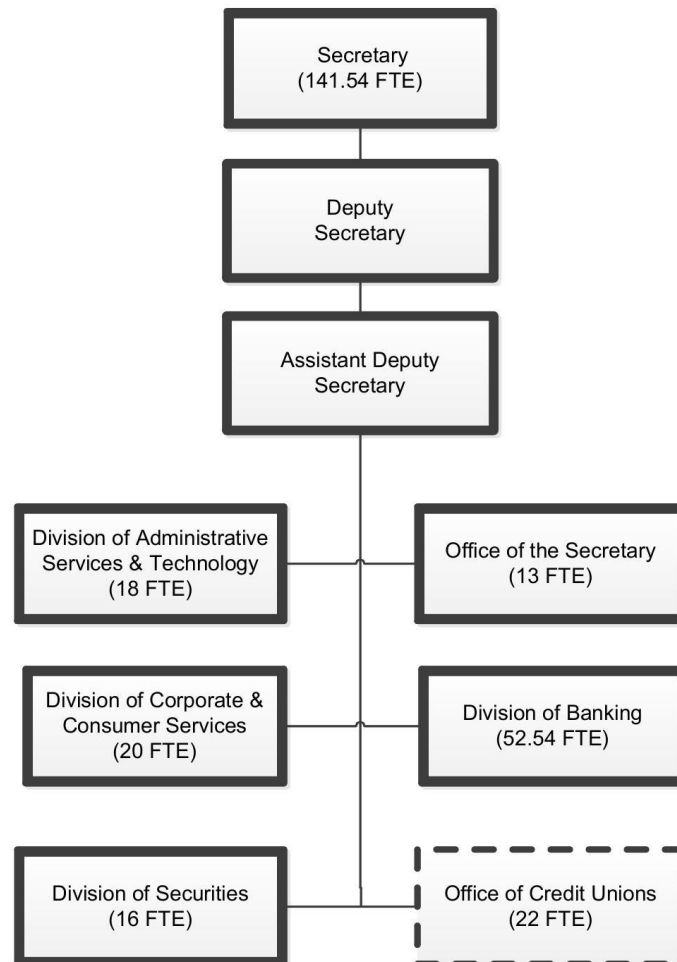 Secretary
(141.54 FTE)
Deputy
Secretary
Assistant Deputy
Secretary
Division of Administrative
Services & Technology
(18 FTE)
Office of the Secretary
(13 FTE)
Division of Corporate &
Consumer Services
(20 FTE)
Division of Banking
(52.54 FTE)
Division of Securities
(16 FTE)
Office of Credit Unions
(22 FTE)